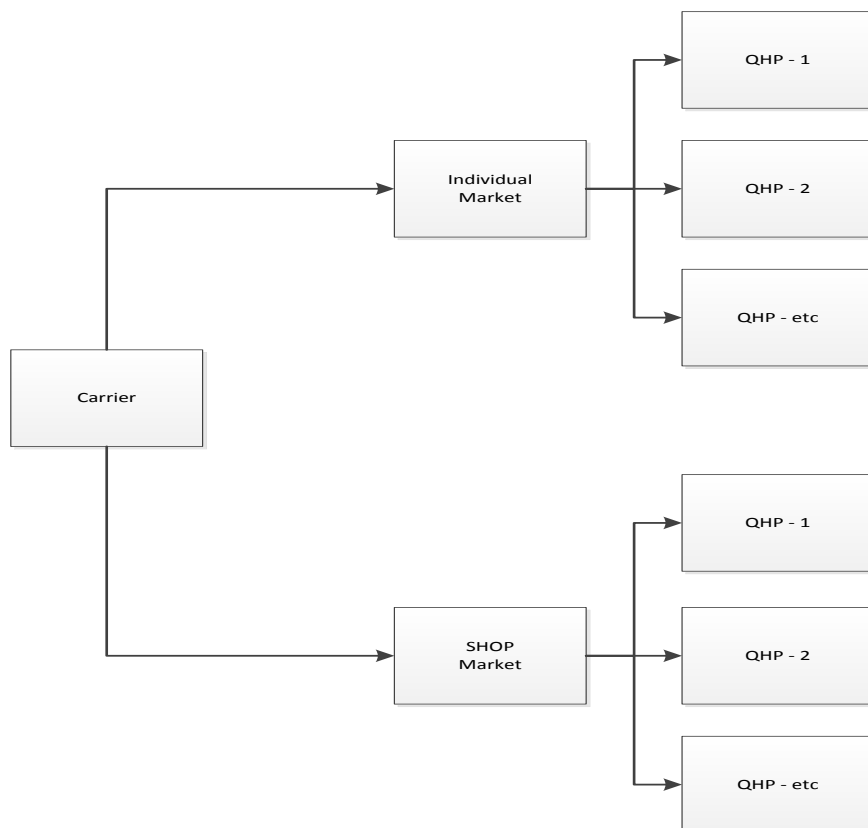 QHP - 1
Individual
Market
QHP - 2
QHP - etc
Carrier
QHP - 1
SHOP
Market
QHP - 2
QHP - etc